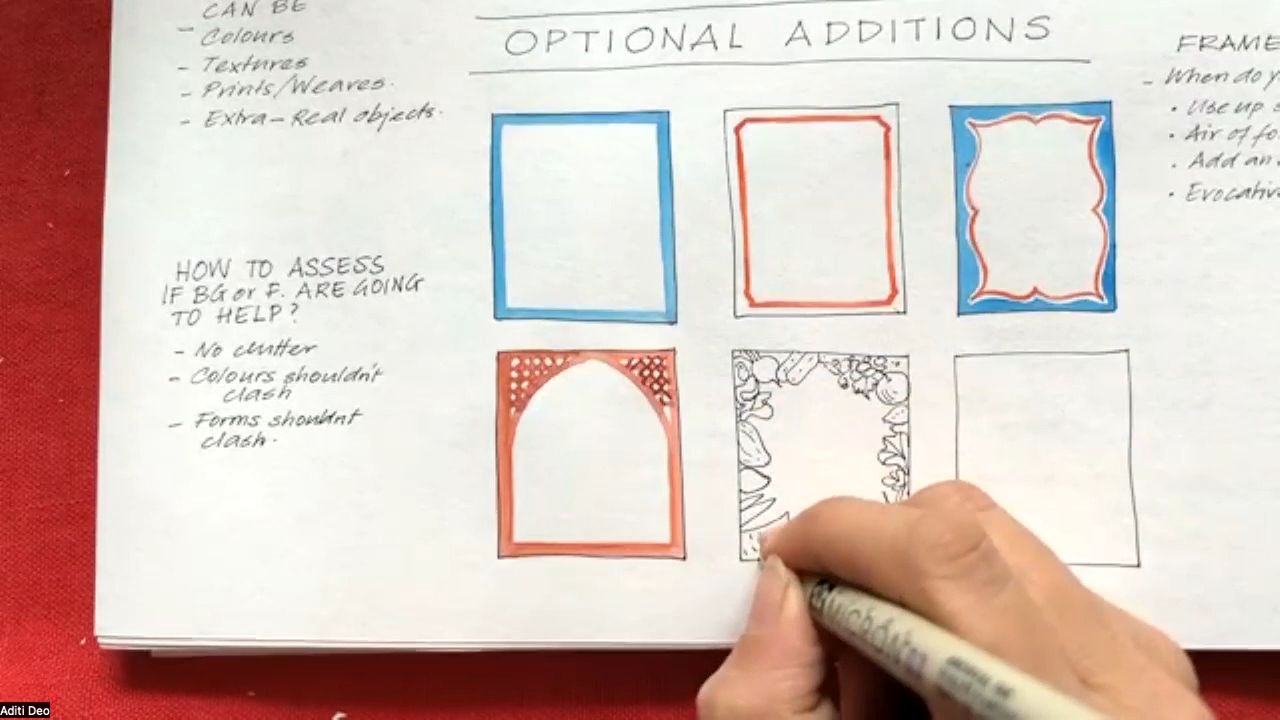 CAN BE
- Colours
- Textures
- Prints/Weaves.
- Extra-Real objects.
HOW TO ASSESS
IF BG or F. ARE GOING
TO HELP?
- No clutter
- Colours shouldn't
clash
- Forms shouldnt
clash.
OPTIONAL ADDITIONS
FRAME
- When do y
• Use up s
• Air of fo
• Add an
• Evocativ
Aditi Deo